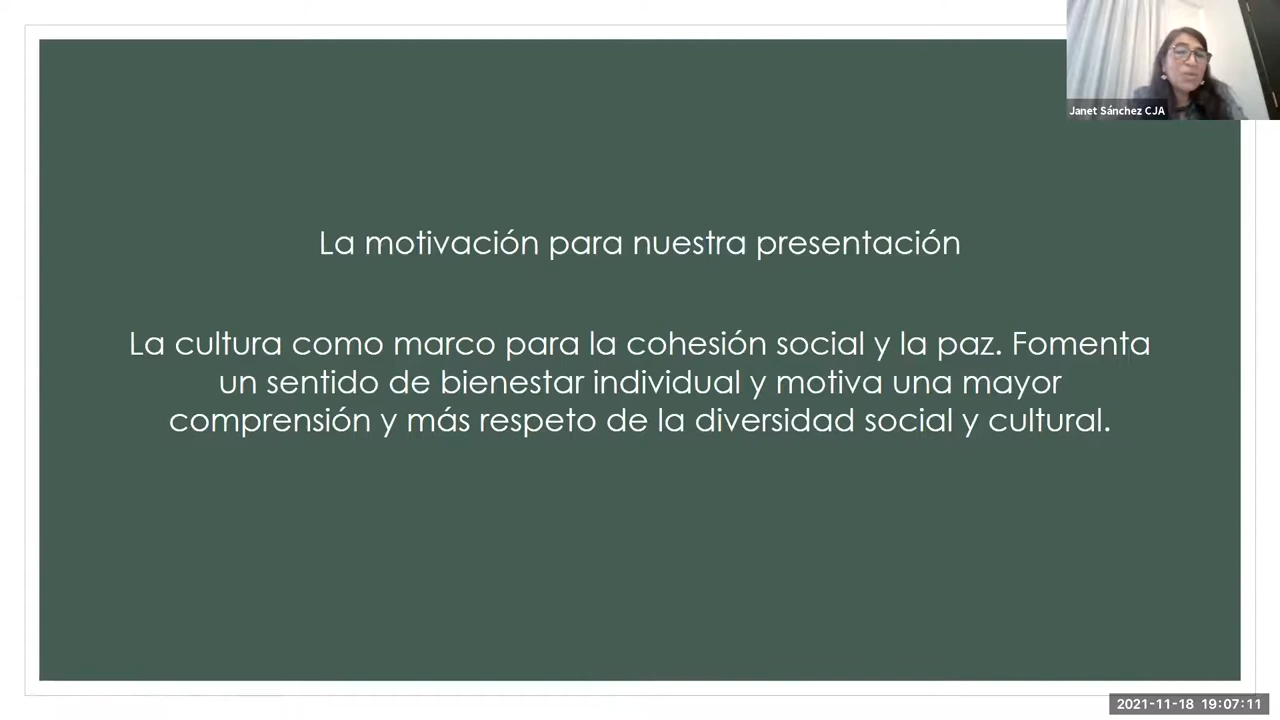 Janet Sánchez CJA
La motivación para nuestra presentación
La cultura como marco para la cohesión social y la paz. Fomenta
un sentido de bienestar individual y motiva una mayor
comprensión y más respeto de la diversidad social y cultural.
2021-11-18 19:07:11